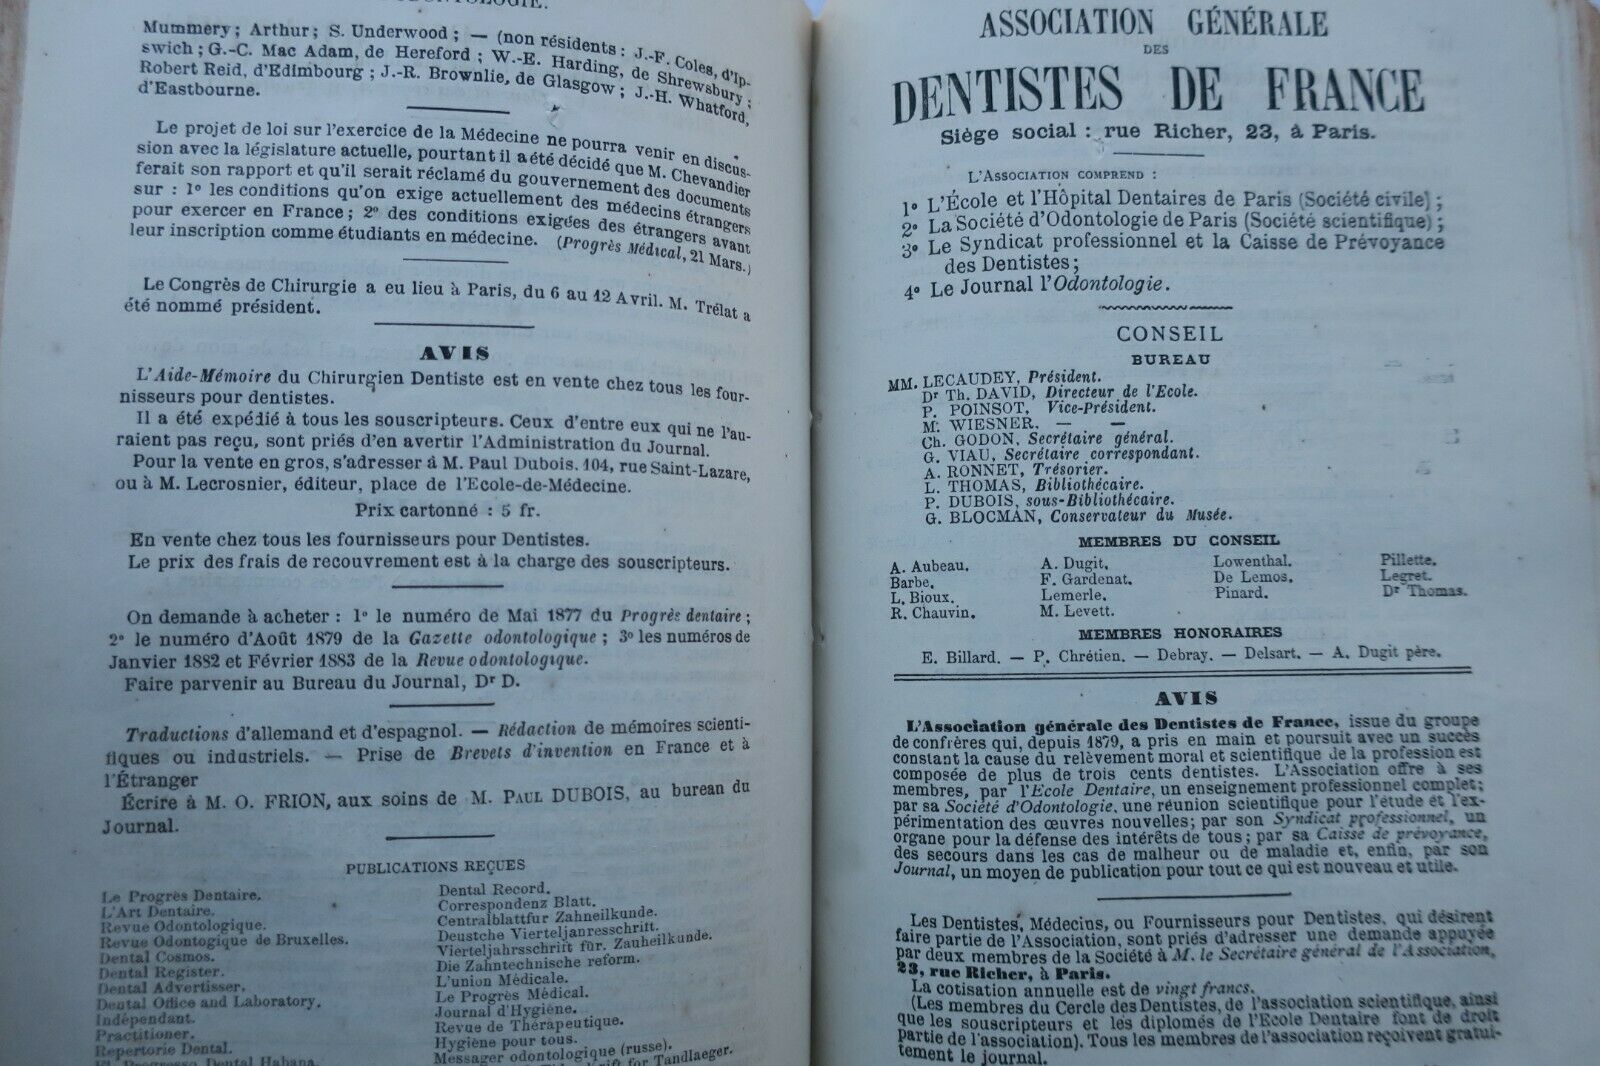 ODONTOLOGIE.
Mummery; Arthur; S. Underwood; — (non résidents: J.-F. Coles, d'Ip-
swich; G.-C. Mac Adam, de Hereford; W.-E. Harding, de Shrewsbury;
Robert Reid, d'Edimbourg; J.-R. Brownlie, de Glasgow; J.-H. Whatford,
d'Eastbourne.
Le projet de loi sur l'exercice de la Médecine ne pourra venir en discus-
sion avec la législature actuelle, pourtant il a été décidé que M. Chevandier
ferait son rapport et qu'il serait réclamé du gouvernement des documents
sur : 1º les conditions qu'on exige actuellement des médecins étrangers
pour exercer en France; 2º des conditions exigées des étrangers avant
leur inscription comme étudiants en médecine. (Progrès Médical, 21 Mars.)
Le Congrès de Chirurgie a eu lieu à Paris, du 6 au 12 Avril. M. Trélat a
été nommé président.
AVIS
L'Aide-Mémoire du Chirurgien Dentiste est en vente chez tous les four-
nisseurs pour dentistes.
Il a été expédié à tous les souscripteurs. Ceux d'entre eux qui ne l'au-
raient pas reçu, sont priés d'en avertir l'Administration du Journal.
Pour la vente en gros, s'adresser à M. Paul Dubois, 104, rue Saint-Lazare,
ou à M. Lecrosnier, éditeur, place de l'Ecole-de-Médecine.
Prix cartonné : 5 fr.
En vente chez tous les fournisseurs pour Dentistes.
Le prix des frais de recouvrement est à la charge des souscripteurs.
On demande à acheter : 1º le numéro de Mai 1877 du Progrès dentaire;
2º le numéro d'Août 1879 de la Gazette odontologique; 3º les numéros de
Janvier 1882 et Février 1883 de la Revue odontologique.
Faire parvenir au Bureau du Journal, Dr D.
Traductions d'allemand et d'espagnol. — Rédaction de mémoires scienti-
fiques ou industriels. — Prise de Brevets d'invention en France et à
l'Étranger
Écrire à M. O. FRION, aux soins de M. PAUL DUBOIS, au bureau du
Journal.
PUBLICATIONS REÇUES
Le Progrès Dentaire.
L'Art Dentaire.
Revue Odontologique.
Revue Odontogique de Bruxelles.
Dental Cosmos.
Dental Register.
Dental Advertisser.
Dental Office and Laboratory.
Indépendant.
Practitioner.
Repertorie Dental.
El Progresso Dental Habana.
Dental Record.
Correspondenz Blatt.
Centralblattfur Zahneilkunde.
Deustche Vierteljanresschrift.
Vierteljahrsschrift für. Zauheilkunde.
Die Zahntechnische reform.
L'union Médicale.
Le Progrès Médical.
Journal d'Hygiène.
Revue de Thérapeutique.
Hygiène pour tous.
Messager odontologique (russe).
for Tandlaeger.
ASSOCIATION GÉNÉRALE
DES
DENTISTES DE FRANCE
Siège social : rue Richer, 23, à Paris.
L'ASSOCIATION COMPREND :
1º L'École et l'Hôpital Dentaires de Paris (Société civile);
2º La Société d'Odontologie de Paris (Société scientifique);
3º Le Syndicat professionnel et la Caisse de Prévoyance
des Dentistes;
4º Le Journal l'Odontologie.
CONSEIL
BUREAU
MM. LECAUDEY, Président.
Dr Th. DAVID, Directeur de l'Ecole.
P. POINSOT, Vice-Président.
Mc WIESNER. — —
Ch. GODON, Secrétaire général.
G. VIAU, Secrétaire correspondant.
A. RONNET, Trésorier.
L. THOMAS, Bibliothécaire.
P. DUBOIS, sous-Bibliothécaire.
G. BLOCMAN, Conservateur du Musée.
MEMBRES DU CONSEIL
A. Aubeau. A. Dugit. Lowenthal. Pillette.
Barbe. F. Gardenat. De Lemos. Legret.
L. Bioux. Lemerle. Pinard. Dr Thomas.
R. Chauvin. M. Levett.
MEMBRES HONORAIRES
E. Billard. — P. Chrétien. — Debray. — Delsart. — A. Dugit père.
AVIS
L'Association générale des Dentistes de France, issue du groupe
de confrères qui, depuis 1879, a pris en main et poursuit avec un succès
constant la cause du relèvement moral et scientifique de la profession est
composée de plus de trois cents dentistes. L'Association offre à ses
membres, par l'Ecole Dentaire, un enseignement professionnel complet;
par sa Société d'Odontologie, une réunion scientifique pour l'étude et l'ex-
périmentation des œuvres nouvelles; par son Syndicat professionnel, un
organe pour la défense des intérêts de tous; par sa Caisse de prévoyance,
des secours dans les cas de malheur ou de maladie et, enfin, par son
Journal, un moyen de publication pour tout ce qui est nouveau et utile.
Les Dentistes, Médecins, ou Fournisseurs pour Dentistes, qui désirent
faire partie de l'Association, sont priés d'adresser une demande appuyée
par deux membres de la Société à M. le Secrétaire général de l'Association,
23, rue Richer, à Paris.
La cotisation annuelle est de vingt francs.
(Les membres du Cercle des Dentistes, de l'association scientifique, ainsi
que les souscripteurs et les diplomés de l'Ecole Dentaire font de droit
partie de l'association). Tous les membres de l'association reçoivent gratui-
tement le journal.